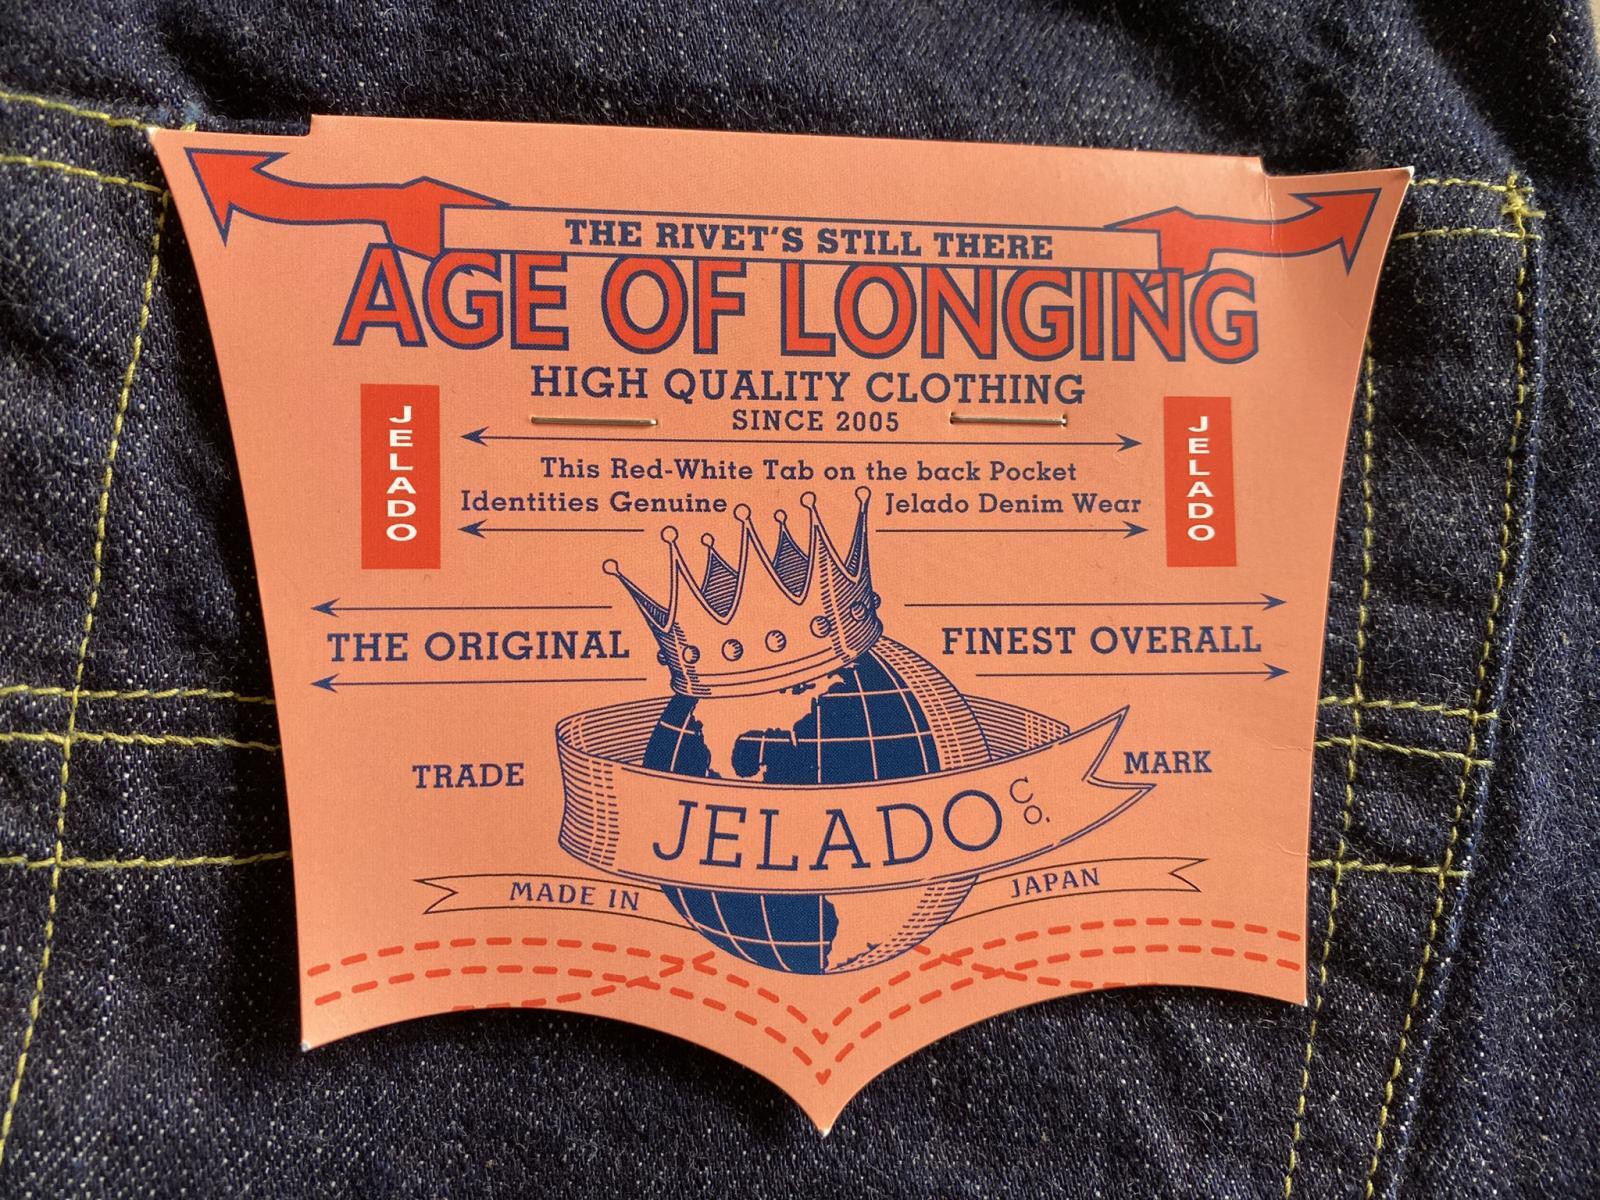 THE RIVET'S STILL THERE
AGE OF LONGING
HIGH QUALITY CLOTHING
SINCE 2005
JELADO
JELADO
This Red-White Tab on the back Pocket
Identities Genuine Jelado Denim Wear
THE ORIGINAL FINEST OVERALL
TRADE MARK
JELADO CO.
MADE IN JAPAN